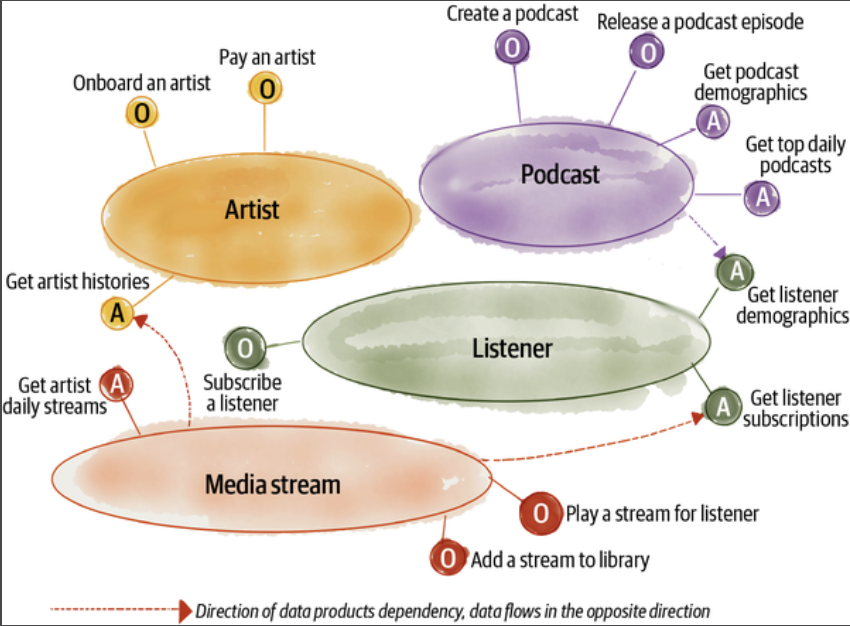 Create a podcast
O
Release a podcast episode
O
Pay an artist
O
Onboard an artist
O
Get podcast
demographics
A
Get top daily
podcasts
A
Podcast
Artist
Get artist histories
A
A
Get listener
demographics
Listener
O
Subscribe
a listener
Get artist
daily streams
A
A
Get listener
subscriptions
Media stream
O
Play a stream for listener
O
Add a stream to library
Direction of data products dependency, data flows in the opposite direction